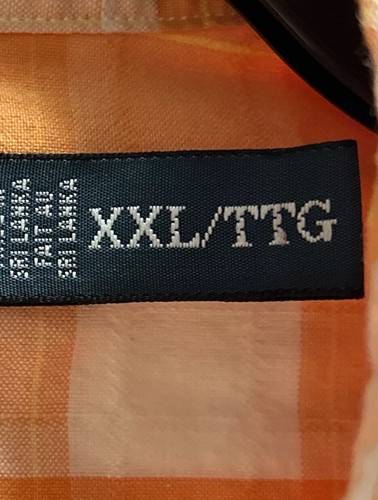 SRI LANKA
FAIT AU
SRI LANKA
XXL/TTG